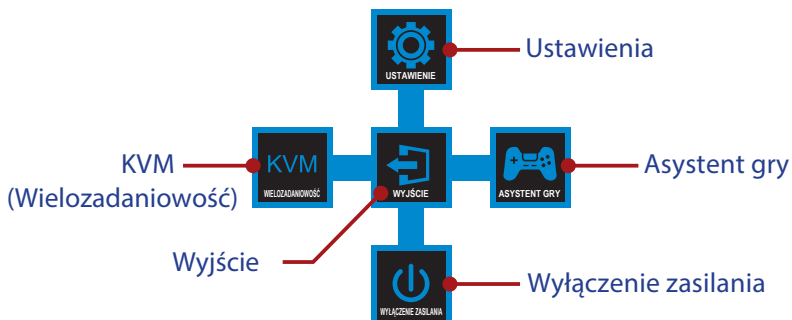 USTAWIENIE
Ustawienia
KVM
(Wielozadaniowość)
KVM
WIELOZADANIOWOŚĆ
WYJŚCIE
ASYSTENT GRY
Asystent gry
Wyjście
WYŁĄCZENIE ZASILANIA
Wyłączenie zasilania